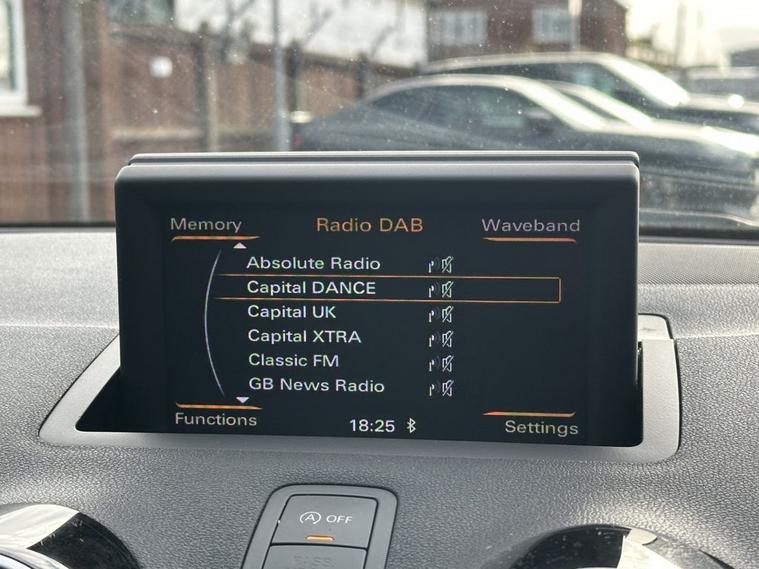 Memory Radio DAB Waveband
Absolute Radio
Capital DANCE
Capital UK
Capital XTRA
Classic FM
GB News Radio
Functions 18:25 Settings
A OFF